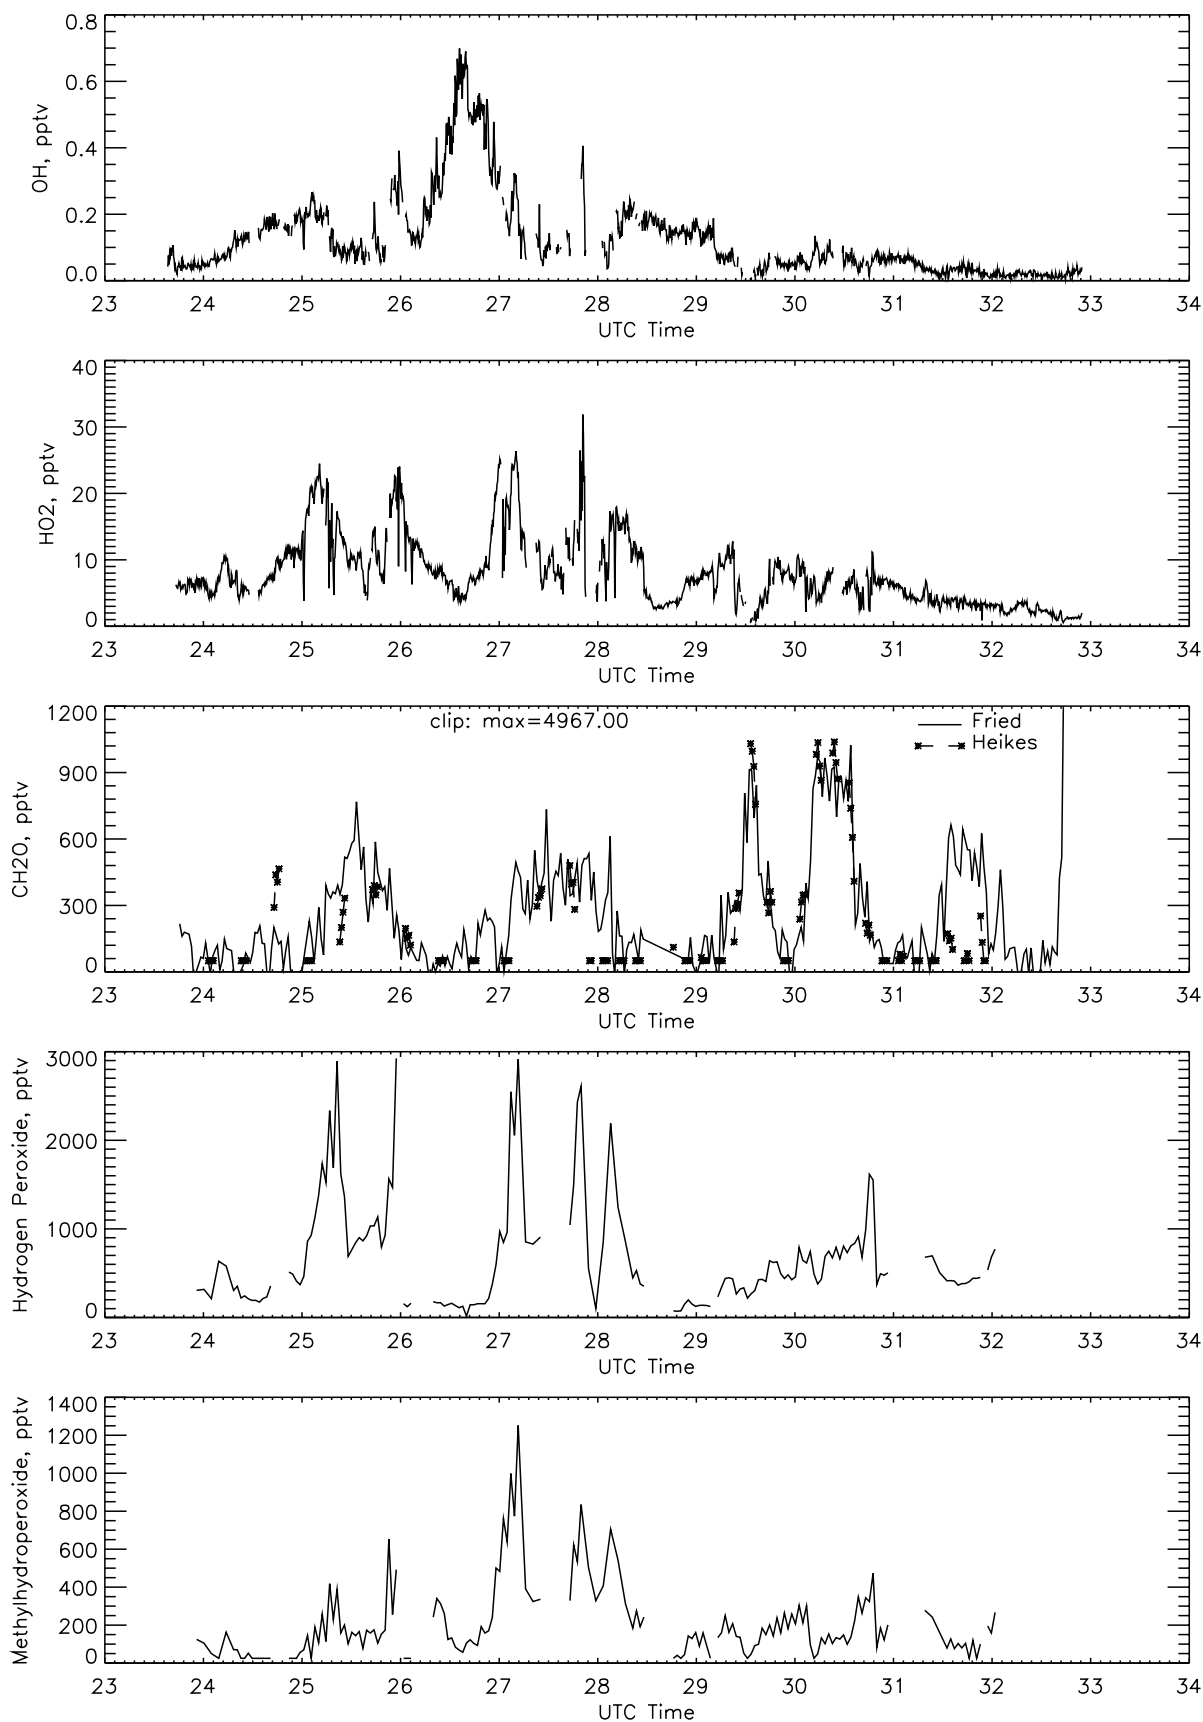 0.8
0.6
0.4
0.2
0.0
OH, pptv
23 24 25 26 27 28 29 30 31 32 33 34
UTC Time
40
30
20
10
0
HO2, pptv
23 24 25 26 27 28 29 30 31 32 33 34
UTC Time
clip: max=4967.00
Fried
Heikes
1200
900
600
300
0
CH2O, pptv
23 24 25 26 27 28 29 30 31 32 33 34
UTC Time
3000
2000
1000
0
Hydrogen Peroxide, pptv
23 24 25 26 27 28 29 30 31 32 33 34
UTC Time
1400
1200
1000
800
600
400
200
0
Methylhydroperoxide, pptv
23 24 25 26 27 28 29 30 31 32 33 34
UTC Time